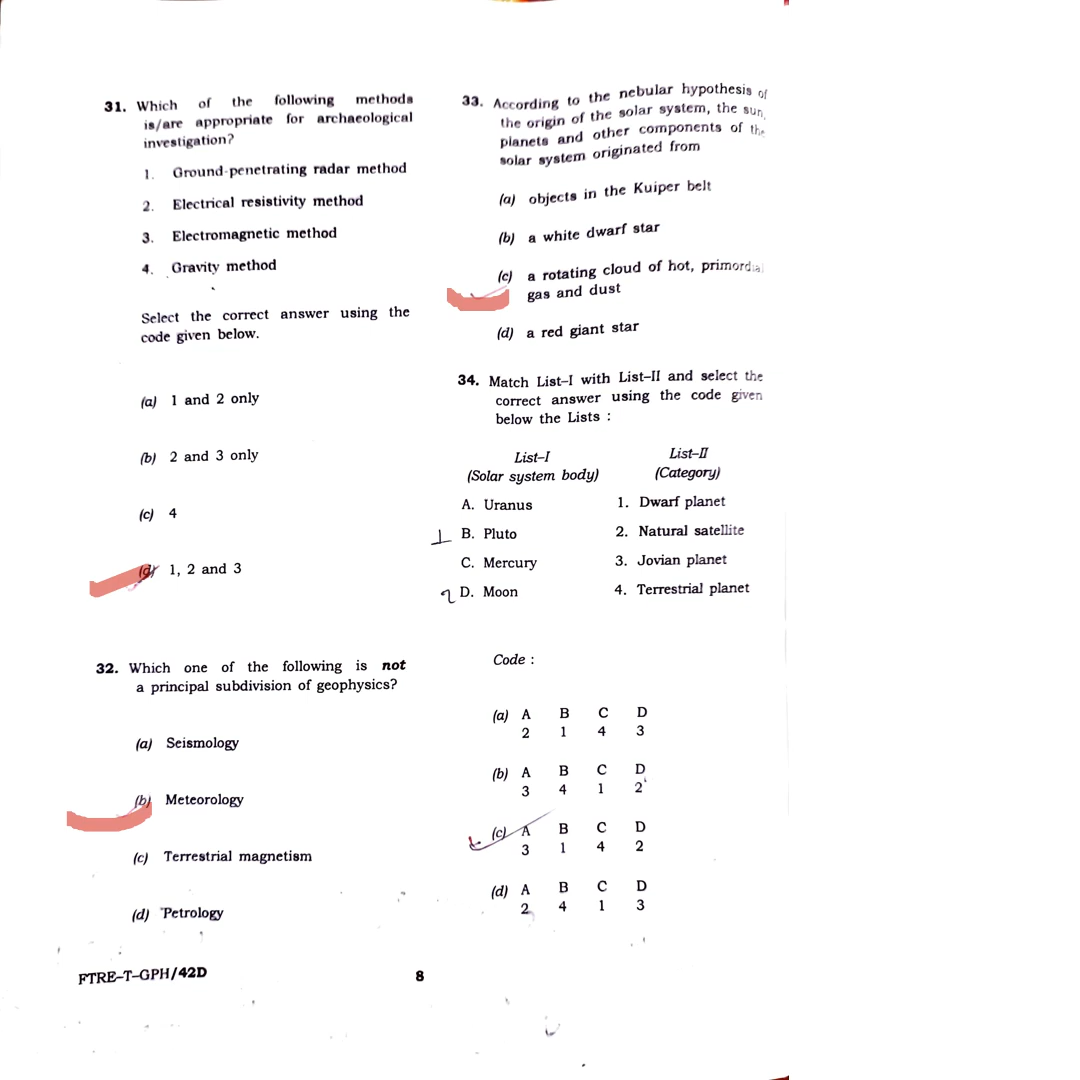 31. Which of the following methods
is/are appropriate for archaeological
investigation?
1. Ground-penetrating radar method
2. Electrical resistivity method
3. Electromagnetic method
4. Gravity method
Select the correct answer using the
code given below.
(a) 1 and 2 only
(b) 2 and 3 only
(c) 4
(d) 1, 2 and 3
32. Which one of the following is not
a principal subdivision of geophysics?
(a) Seismology
(b) Meteorology
(c) Terrestrial magnetism
(d) Petrology
33. According to the nebular hypothesis of
the origin of the solar system, the sun,
planets and other components of the
solar system originated from
(a) objects in the Kuiper belt
(b) a white dwarf star
(c) a rotating cloud of hot, primordial
gas and dust
(d) a red giant star
34. Match List–I with List–II and select the
correct answer using the code given
below the Lists :
List–I List–II
(Solar system body) (Category)
A. Uranus 1. Dwarf planet
1 B. Pluto 2. Natural satellite
C. Mercury 3. Jovian planet
2 D. Moon 4. Terrestrial planet
Code :
(a) A B C D
2 1 4 3
(b) A B C D
3 4 1 2
(c) A B C D
3 1 4 2
(d) A B C D
2 4 1 3
FTRE–T–GPH/42D 8